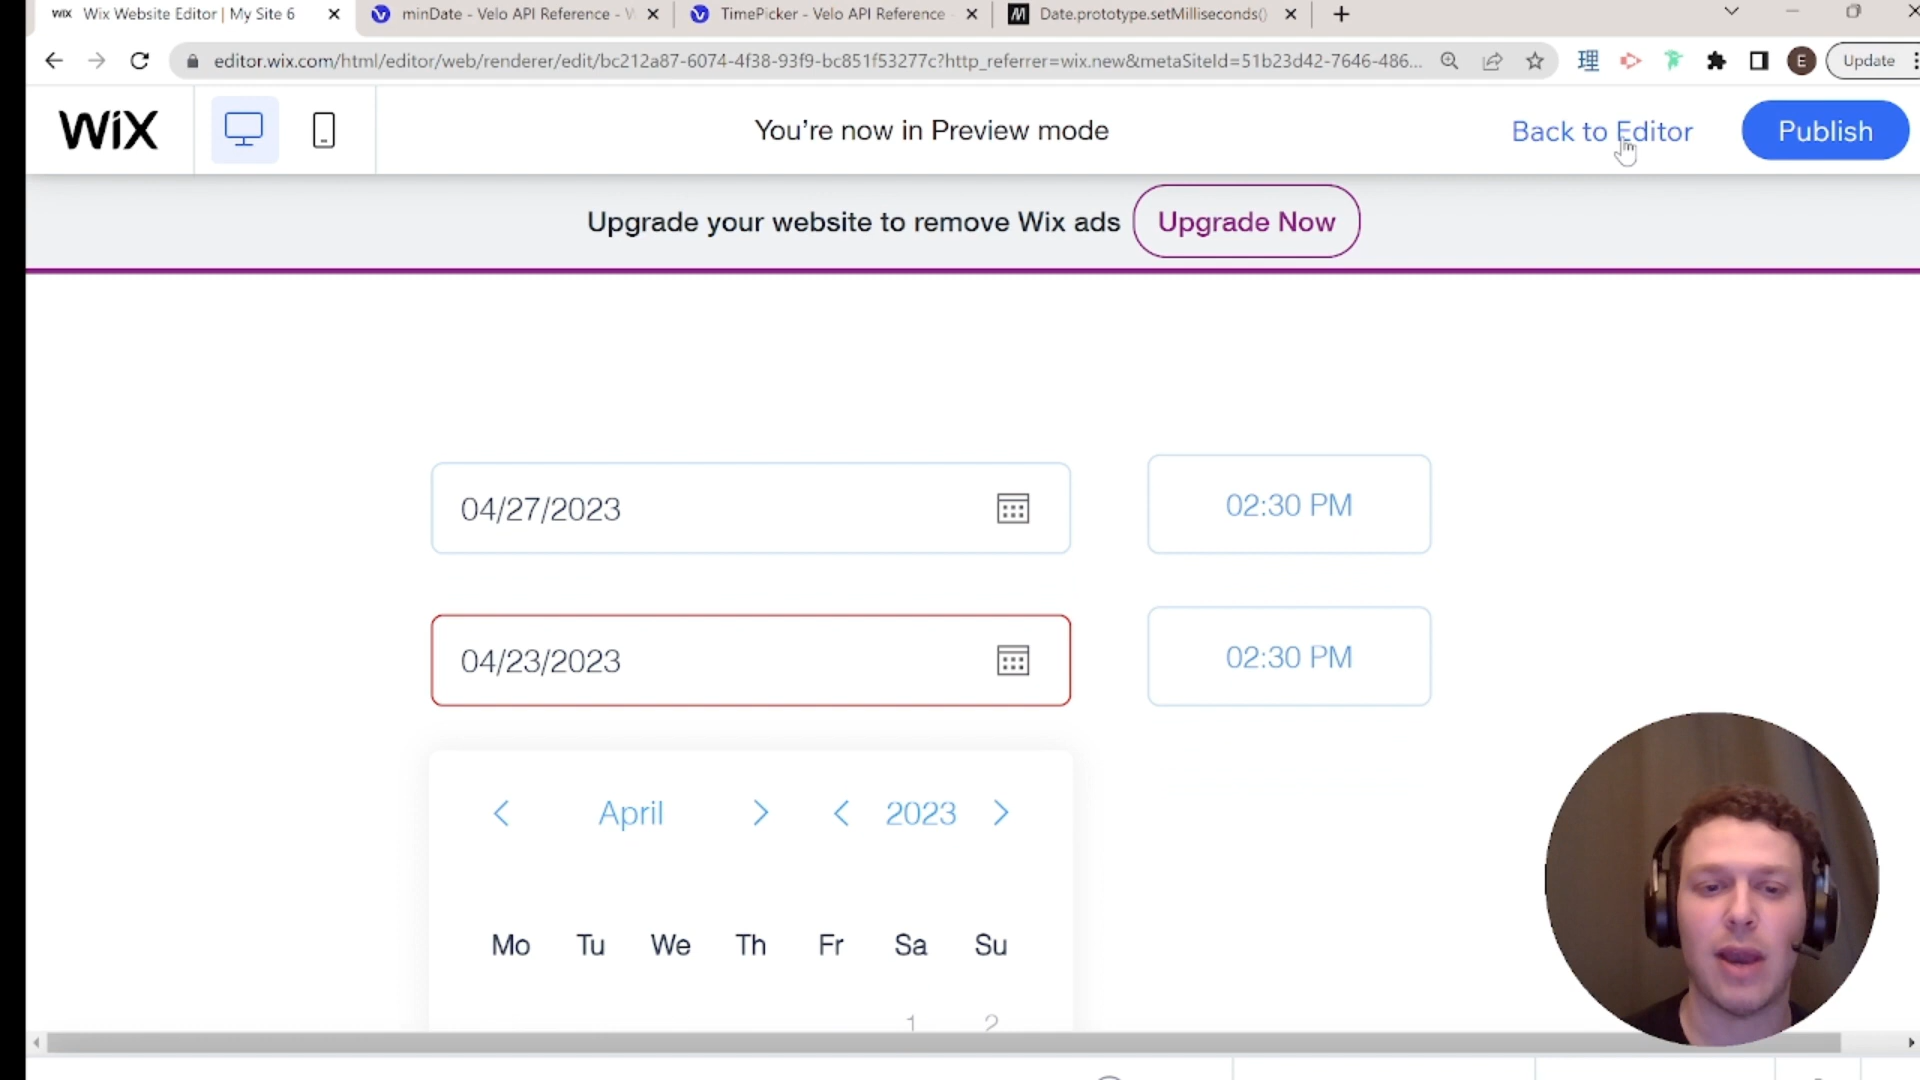 WIX Wix Website Editor | My Site 6
minDate - Velo API Reference - W
TimePicker - Velo API Reference
Date.prototype.setMilliseconds()
editor.wix.com/html/editor/web/renderer/edit/bc212a87-6074-4f38-93f9-bc851f53277c?http_referrer=wix.new&metaSiteId=51b23d42-7646-486...
理
E
Update
WiX
You're now in Preview mode
Back to Editor
Publish
Upgrade your website to remove Wix ads
Upgrade Now
04/27/2023
02:30 PM
04/23/2023
02:30 PM
April
2023
Mo Tu We Th Fr Sa Su
1 2